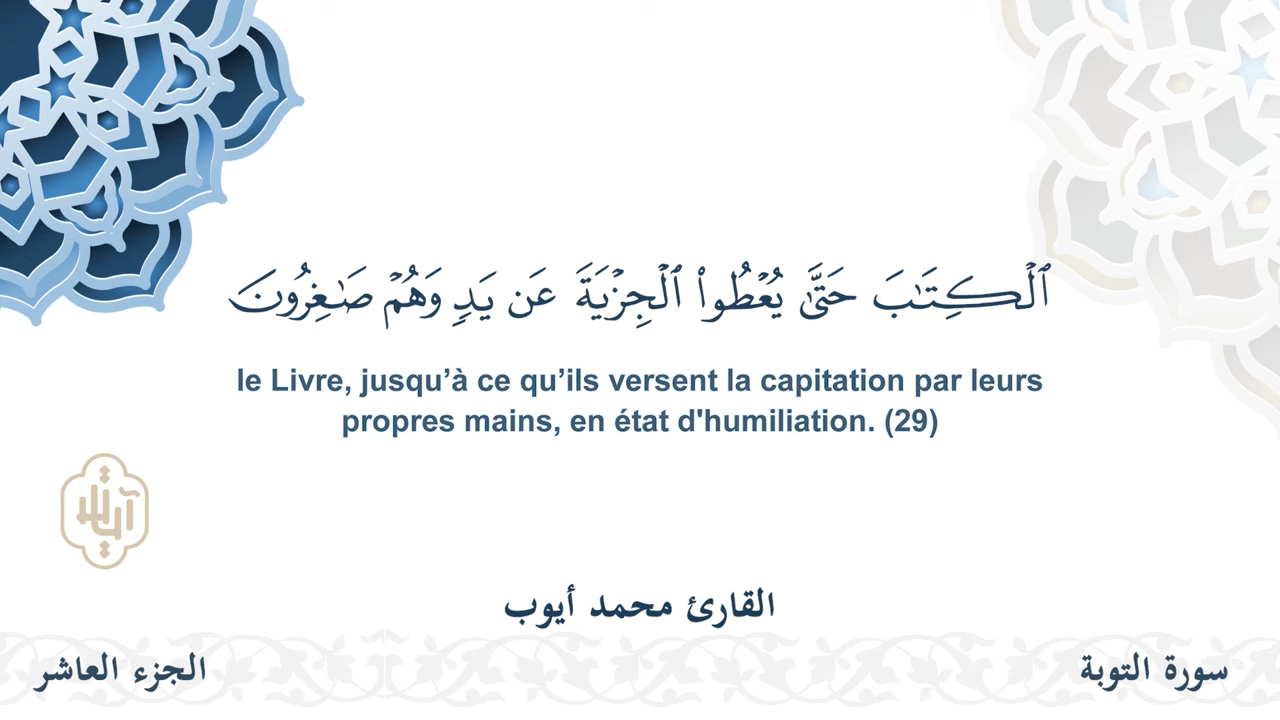 ٱلۡكِتَٰبَ حَتَّىٰ يُعۡطُواْ ٱلۡجِزۡيَةَ عَن يَدٖ وَهُمۡ صَٰغِرُونَ
le Livre, jusqu’à ce qu’ils versent la capitation par leurs
propres mains, en état d'humiliation. (29)
القارئ محمد أيوب
سورة التوبة
الجزء العاشر